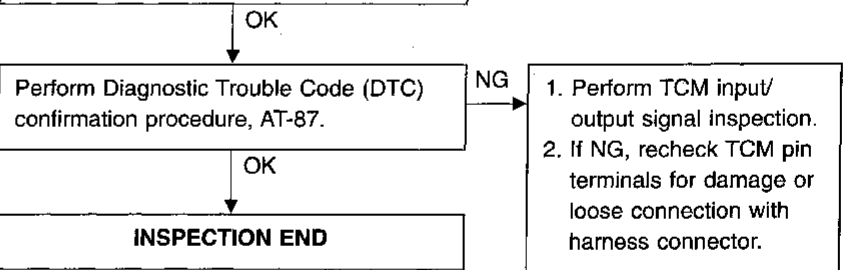 OK
Perform Diagnostic Trouble Code (DTC)
confirmation procedure, AT-87.
NG
1. Perform TCM input/
output signal inspection.
2. If NG, recheck TCM pin
terminals for damage or
loose connection with
harness connector.
OK
INSPECTION END